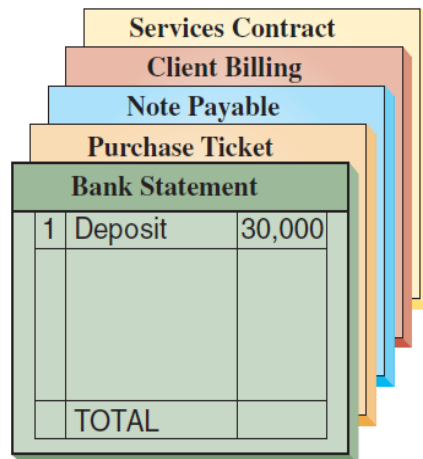 Services Contract
Client Billing
Note Payable
Purchase Ticket
Bank Statement
1 Deposit 30,000
TOTAL